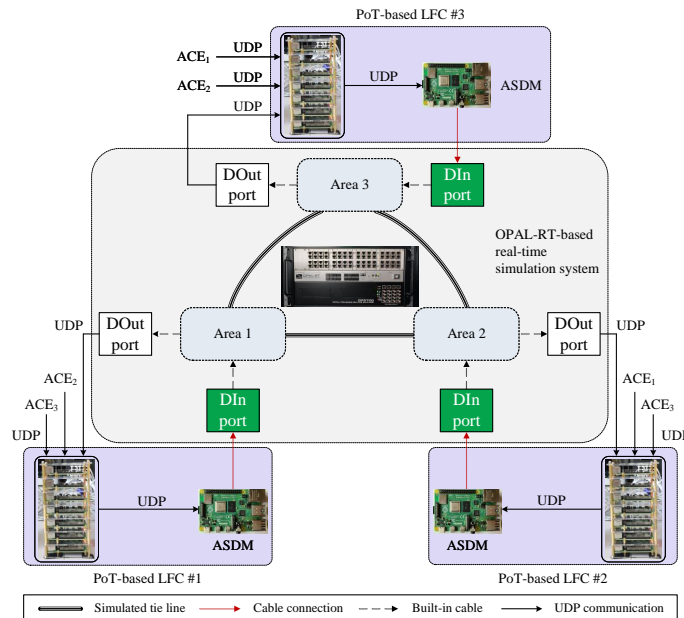 PoT-based LFC #3
UDP
ACE₁
UDP
ACE₂
UDP
UDP
ASDM
DOut
port
Area 3
DIn
port
OPAL-RT-based
real-time
simulation system
UDP
DOut
port
Area 1
Area 2
DOut
port
UDP
ACE₂
ACE₃
UDP
DIn
port
DIn
port
ACE₁
ACE₃
UD
UDP
ASDM
UDP
ASDM
PoT-based LFC #1
PoT-based LFC #2
Simulated tie line
Cable connection
Built-in cable
UDP communication